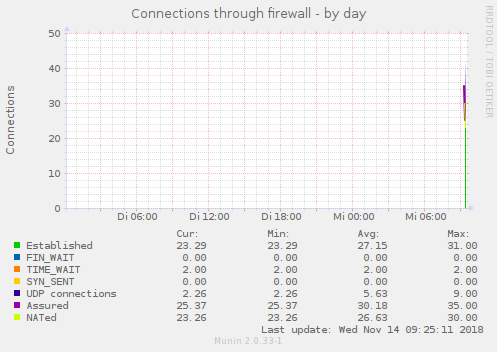 Connections through firewall - by day
RRDTOOL / TOBI OETIKER
Connections
50
40
30
20
10
0
Di 06:00 Di 12:00 Di 18:00 Mi 00:00 Mi 06:00
Cur: Min: Avg: Max:
Established 23.29 23.29 27.15 31.00
FIN_WAIT 0.00 0.00 0.00 0.00
TIME_WAIT 2.00 2.00 2.00 2.00
SYN_SENT 0.00 0.00 0.00 0.00
UDP connections 2.26 2.26 5.63 9.00
Assured 25.37 25.37 30.18 35.00
NATed 23.26 23.26 26.63 30.00
Last update: Wed Nov 14 09:25:11 2018
Munin 2.0.33-1